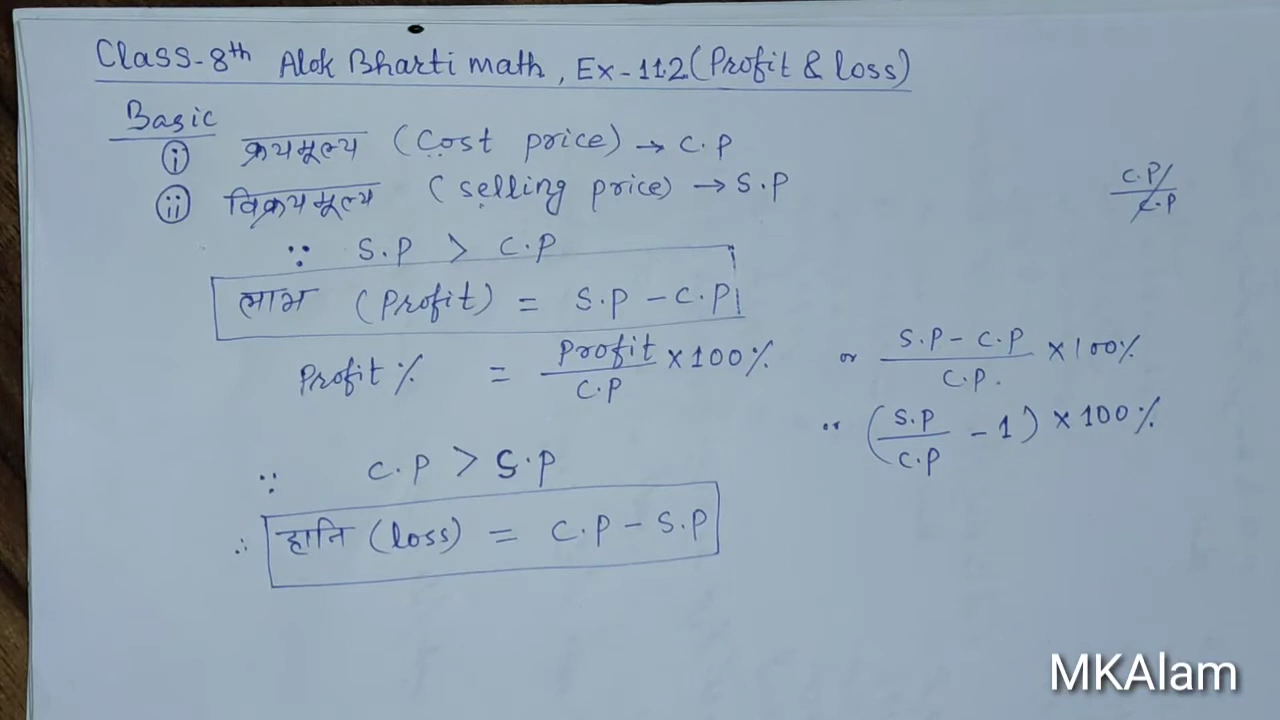 Class-8th Alok Bharti math, Ex-11.2 (Profit & loss)
Basic
(i) क्रयमूल्य (Cost price) → C.P
(ii) विक्रयमूल्य (selling price) → S.P
C.P/
C.P
∵ S.P > C.P
लाभ (Profit) = S.P - C.P
Profit % = Profit/C.P × 100% or S.P - C.P/C.P. × 100%
or (S.P/C.P - 1) × 100%
∵ C.P > S.P
∴ हानि (loss) = C.P - S.P
MKAlam